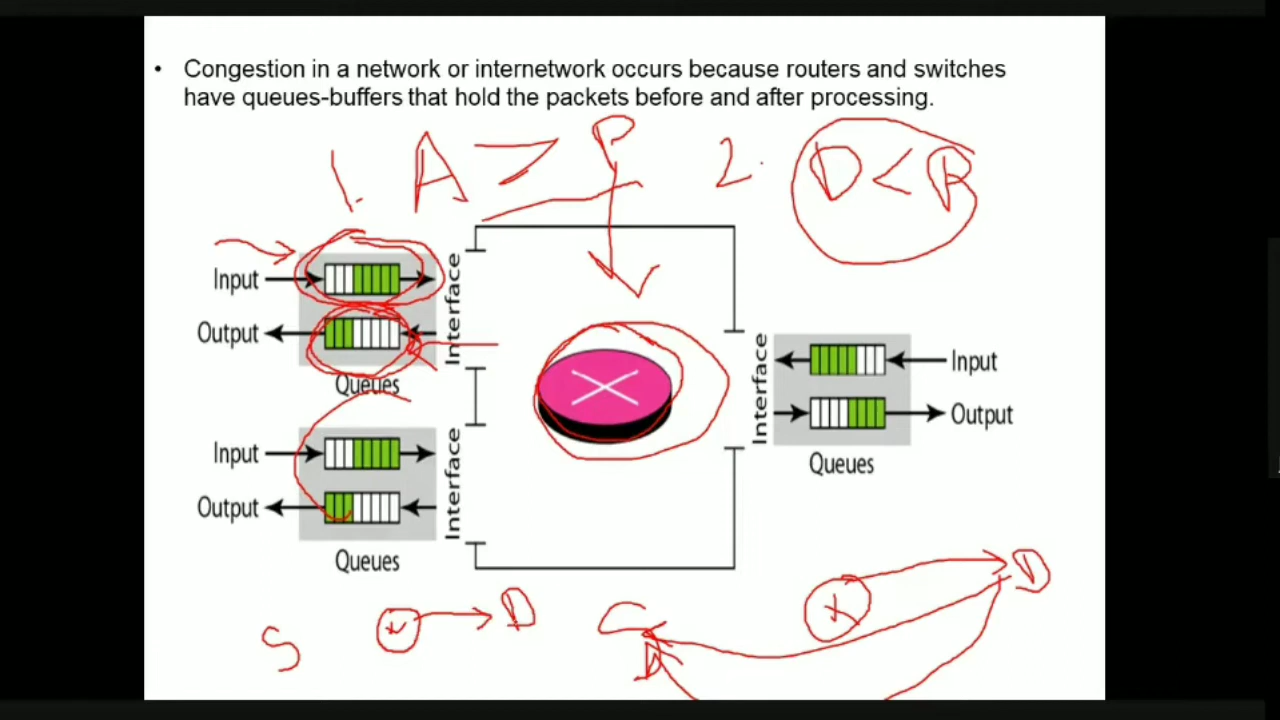 • Congestion in a network or internetwork occurs because routers and switches
have queues-buffers that hold the packets before and after processing.
1. A > P 2. D <
Input
Output
Interface
Queues
Input
Output
Interface
Queues
Interface
Input
Output
Queues
S D C D